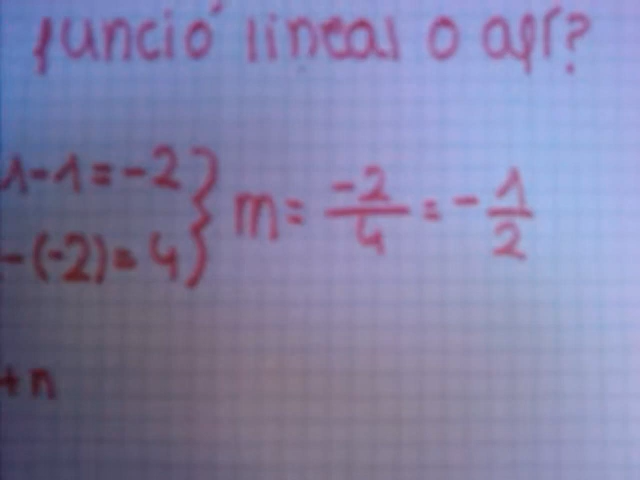 funció lineal o afí?
1-1=-2 } m = -2/4 = - 1/2
-(-2)=4
+n